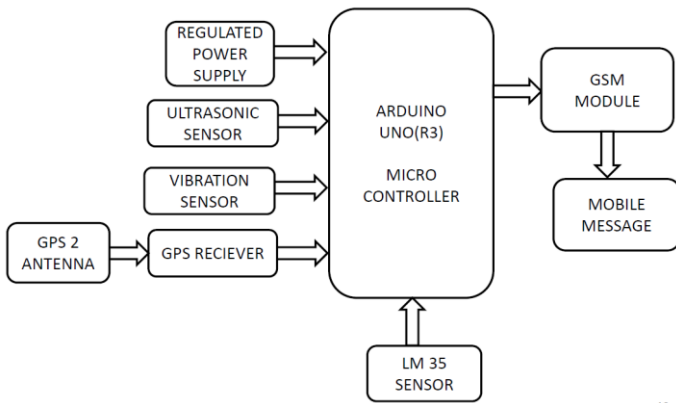 REGULATED
POWER
SUPPLY
ULTRASONIC
SENSOR
VIBRATION
SENSOR
GPS 2
ANTENNA
GPS RECIEVER
ARDUINO
UNO(R3)
MICRO
CONTROLLER
LM 35
SENSOR
GSM
MODULE
MOBILE
MESSAGE